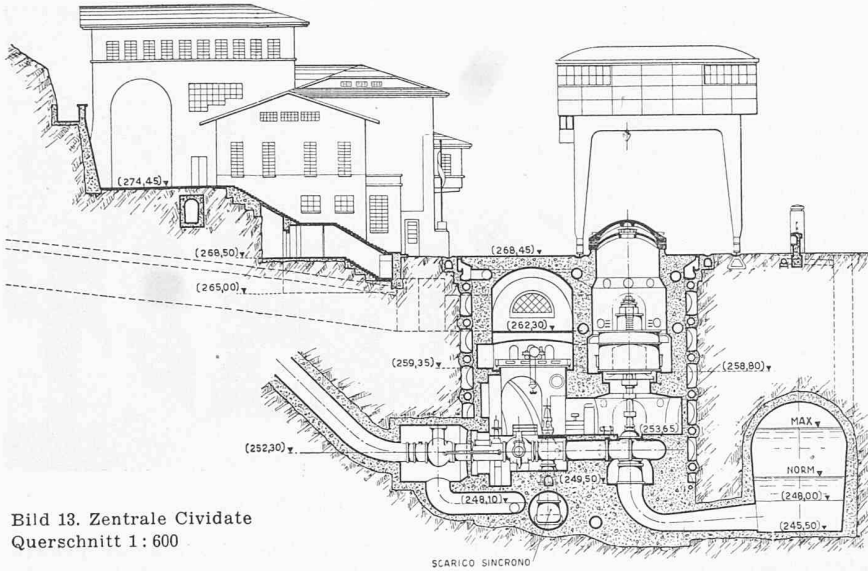 (274,45)
(268,50)
(268,45)
(265,00)
(262,30)
(259,35)
(258,80)
(253,65)
MAX
(252,30)
NORM
(249,50)
(248,10)
(248,00)
(245,50)
Bild 13. Zentrale Cividate
Querschnitt 1 : 600
SCARICO SINCRONO